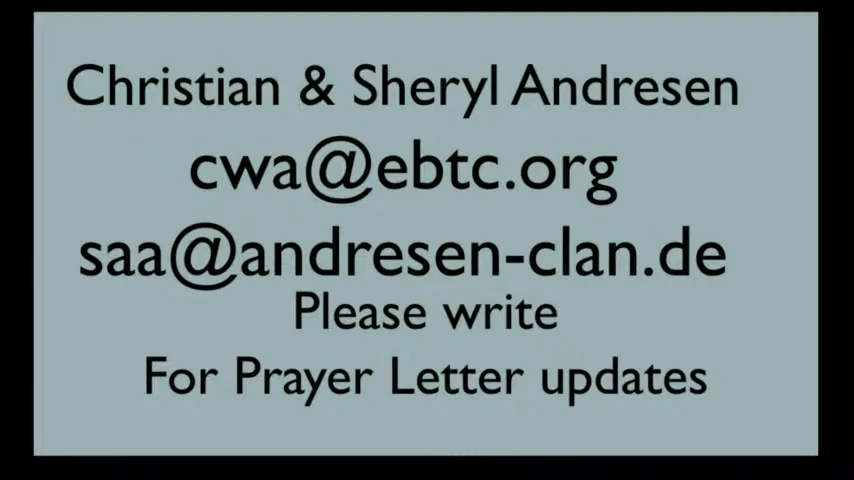 Christian & Sheryl Andresen
cwa@ebtc.org
saa@andresen-clan.de
Please write
For Prayer Letter updates